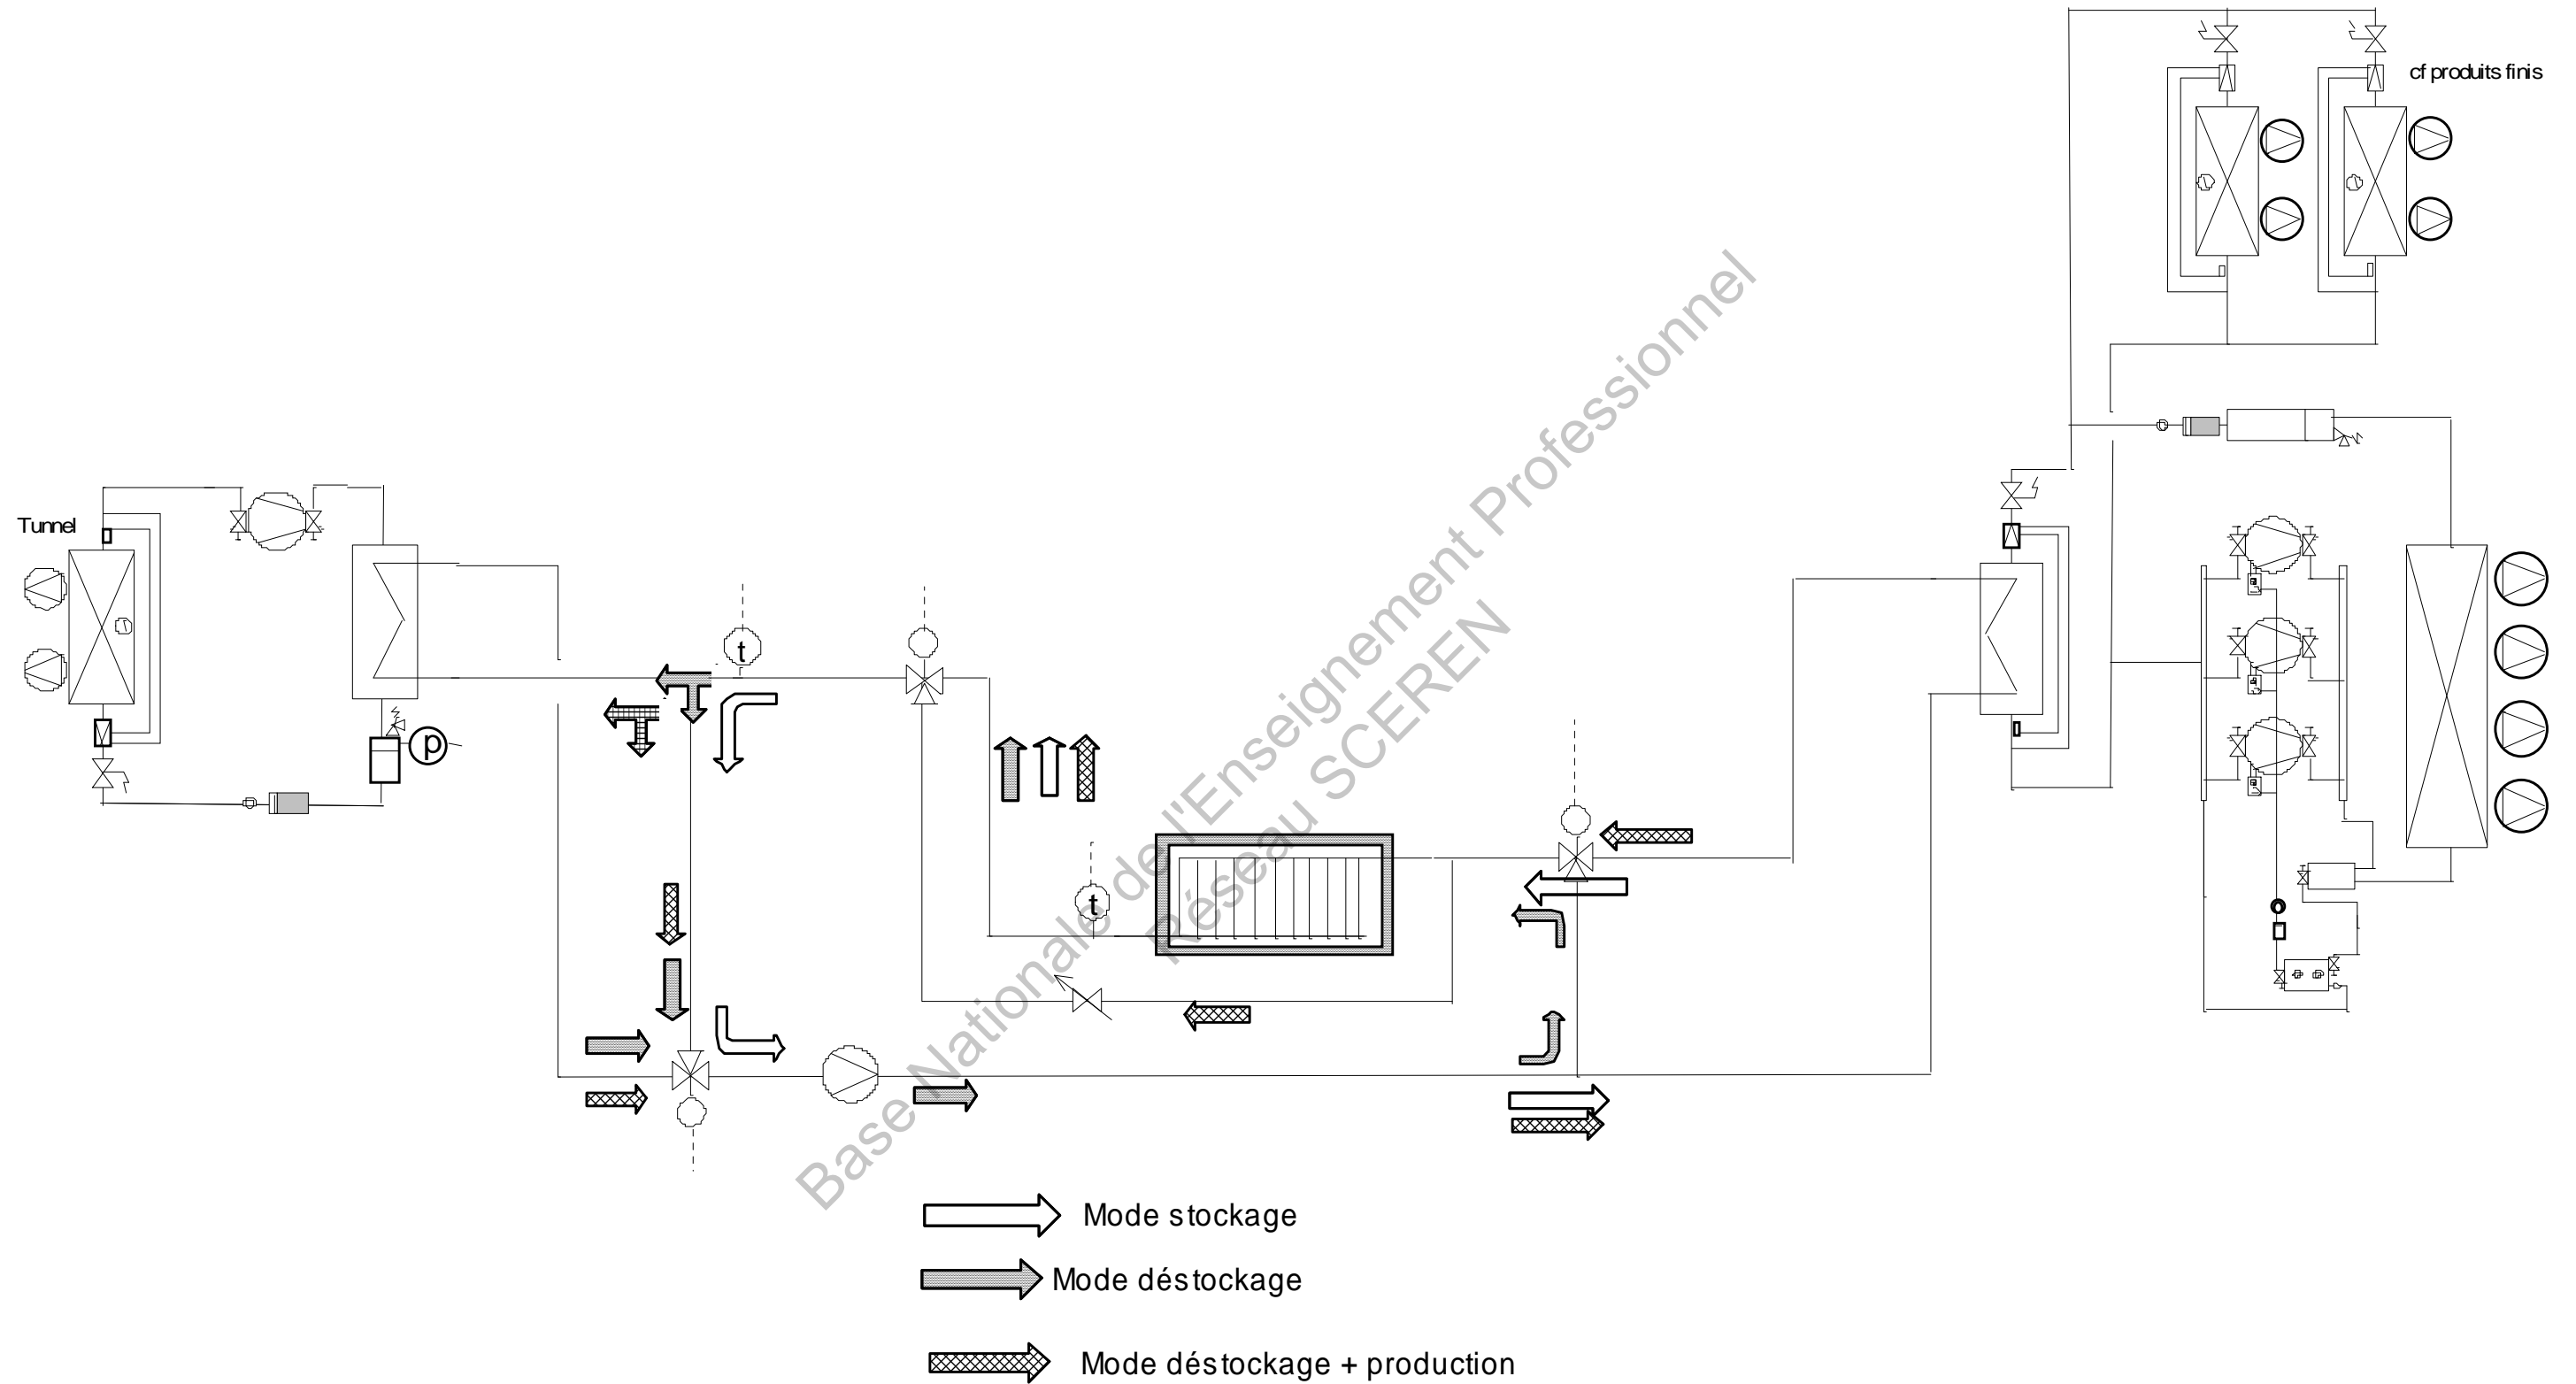 cf produits finis
Tunnel
t
p
t
Base Nationale de l'Enseignement Professionnel
Réseau SCEREN
Mode stockage
Mode déstockage
Mode déstockage + production